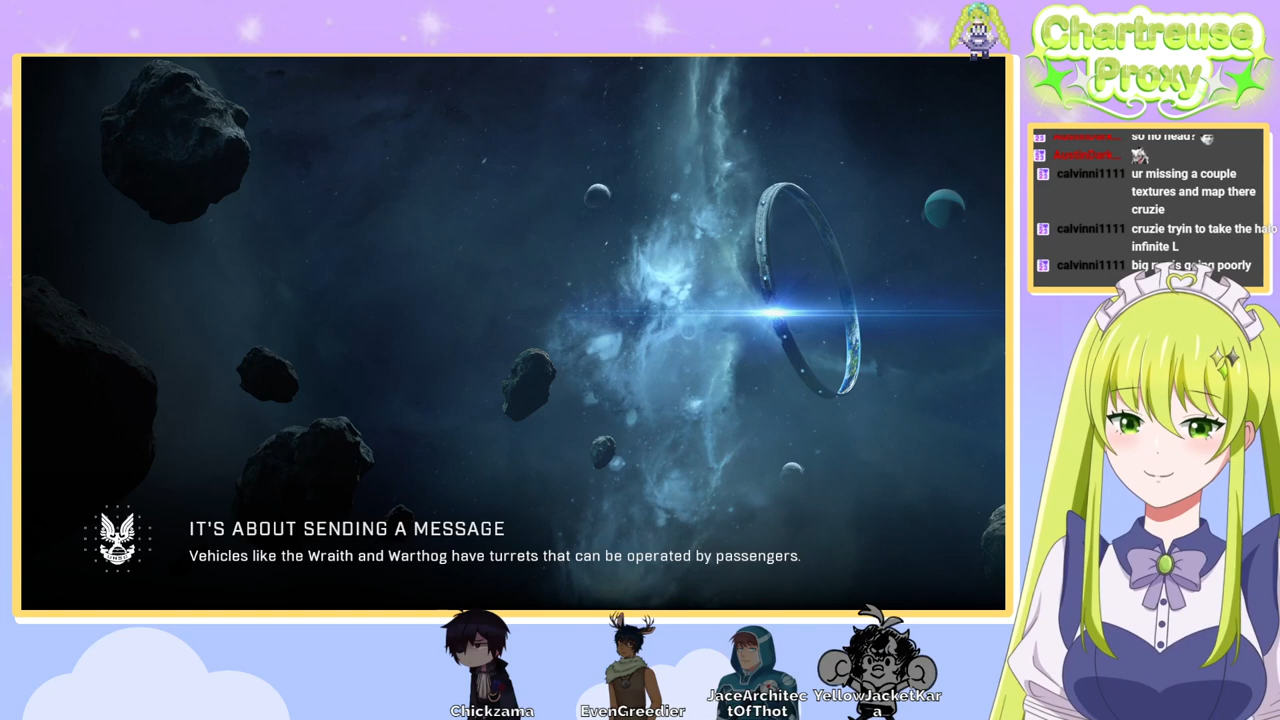 Chartreuse
Proxy
so no head?
calvinni1111 ur missing a couple
textures and map there
cruzie
calvinni1111 cruzie tryin to take the halo
infinite L
calvinni1111 big going poorly
IT'S ABOUT SENDING A MESSAGE
Vehicles like the Wraith and Warthog have turrets that can be operated by passengers.
UNSC
Chickzama
EvenGreedier
JaceArchitec
tOfThot
YellowJacketKar
a